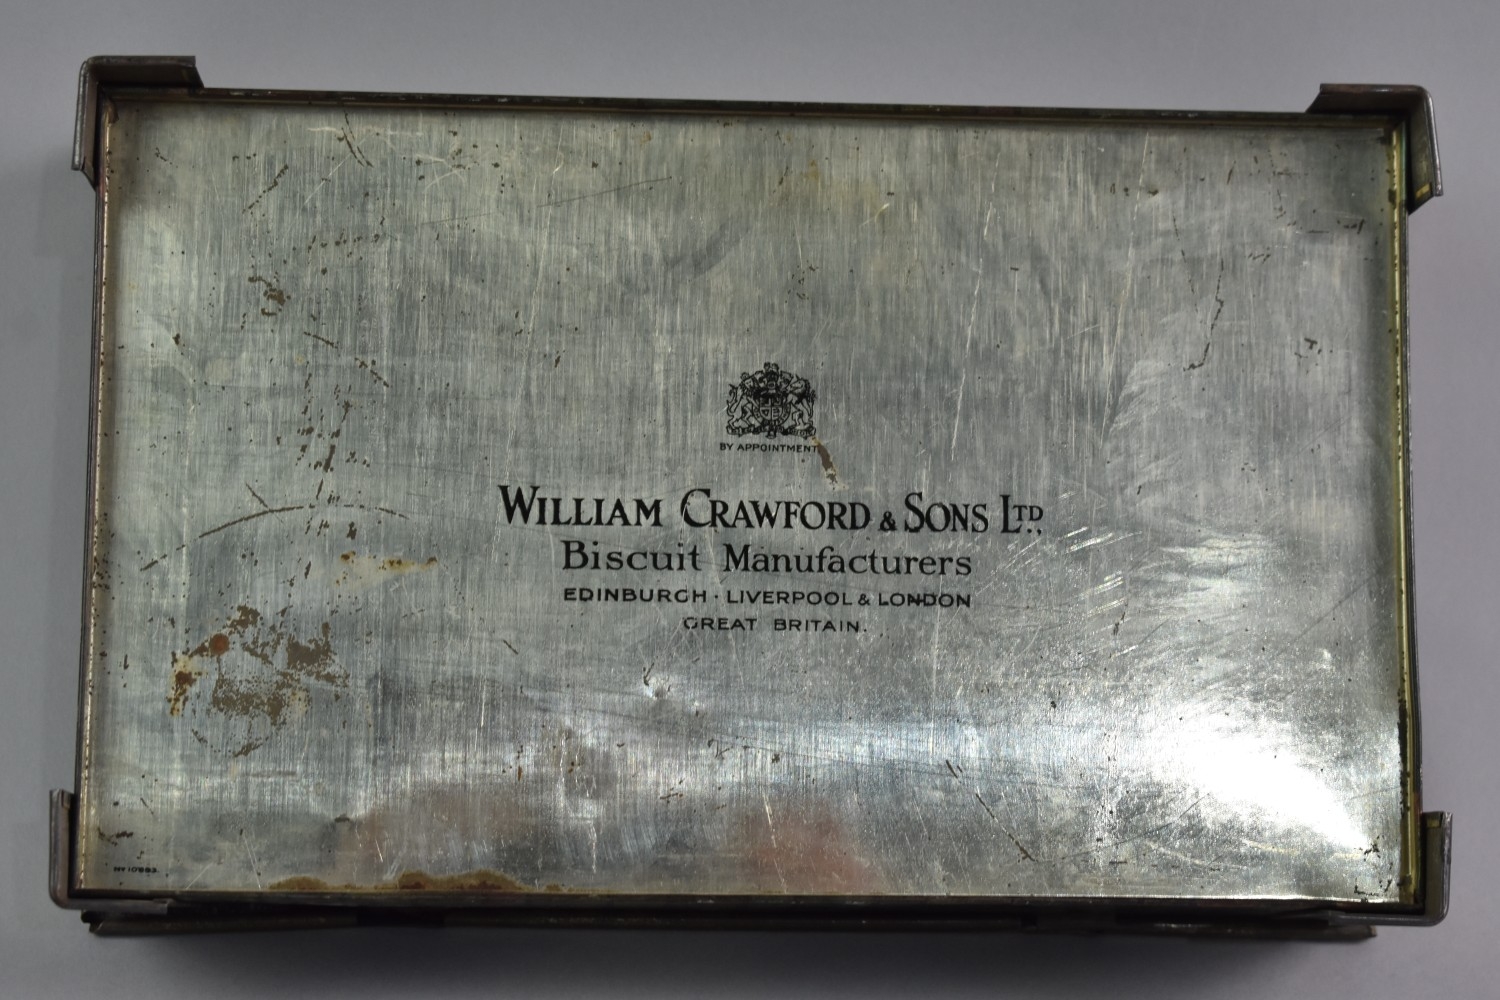 BY APPOINTMENT
WILLIAM CRAWFORD & SONS LTD.,
Biscuit Manufacturers
EDINBURGH · LIVERPOOL & LONDON
GREAT BRITAIN.